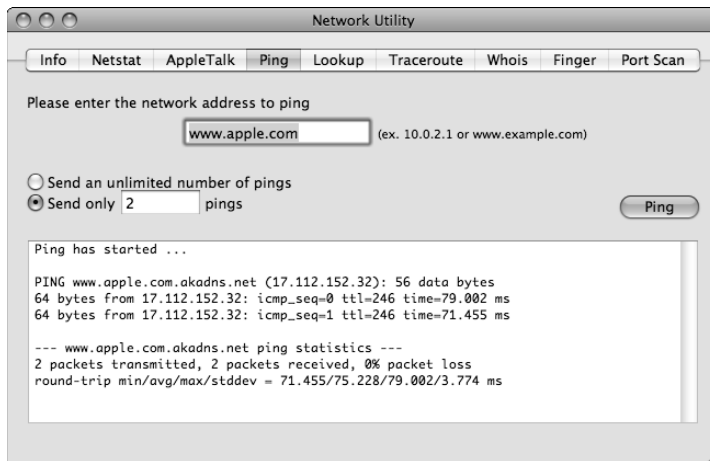 Network Utility
Info Netstat AppleTalk Ping Lookup Traceroute Whois Finger Port Scan
Please enter the network address to ping
www.apple.com (ex. 10.0.2.1 or www.example.com)
Send an unlimited number of pings
Send only 2 pings
Ping
Ping has started ...
PING www.apple.com.akadns.net (17.112.152.32): 56 data bytes
64 bytes from 17.112.152.32: icmp_seq=0 ttl=246 time=79.002 ms
64 bytes from 17.112.152.32: icmp_seq=1 ttl=246 time=71.455 ms
--- www.apple.com.akadns.net ping statistics ---
2 packets transmitted, 2 packets received, 0% packet loss
round-trip min/avg/max/stddev = 71.455/75.228/79.002/3.774 ms